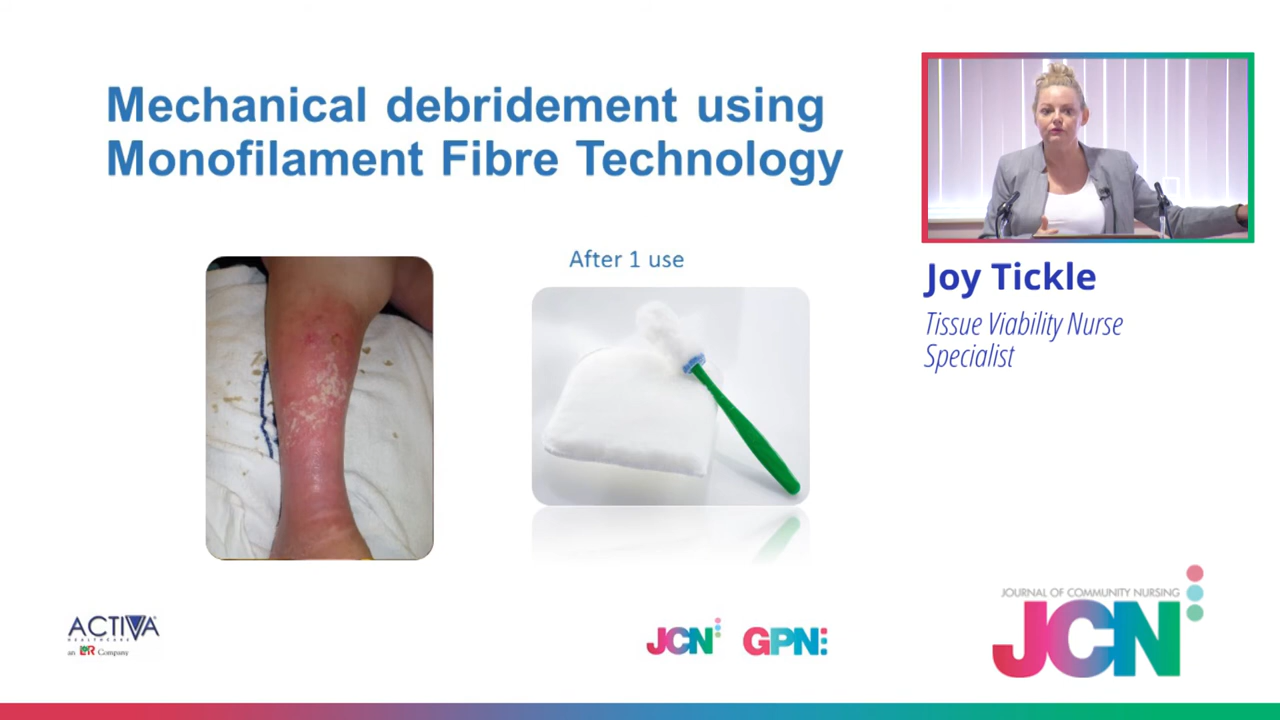 Mechanical debridement using
Monofilament Fibre Technology
After 1 use
Joy Tickle
Tissue Viability Nurse
Specialist
ACTIVA
HEALTHCARE
an L&R Company
JCN
GPN
JOURNAL OF COMMUNITY NURSING
JCN